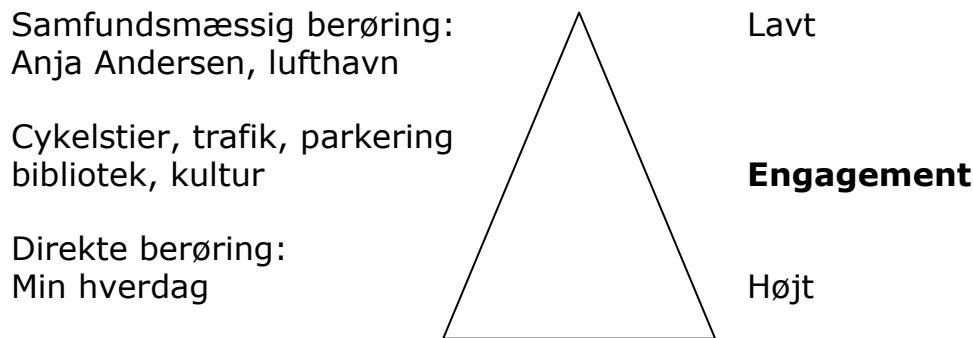 Samfundsmæssig berøring:
Anja Andersen, lufthavn
Lavt
Cykelstier, trafik, parkering
bibliotek, kultur
Engagement
Direkte berøring:
Min hverdag
Højt